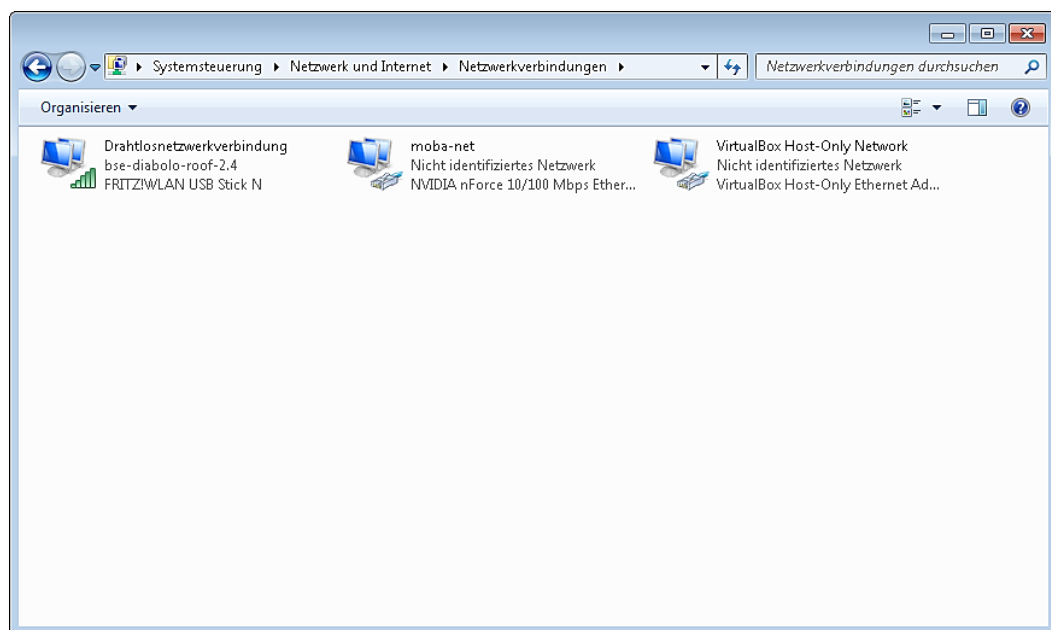 Systemsteuerung Netzwerk und Internet Netzwerkverbindungen Netzwerkverbindungen durchsuchen
Organisieren
Drahtlosnetzwerkverbindung
bse-diabolo-roof-2.4
FRITZ!WLAN USB Stick N
moba-net
Nicht identifiziertes Netzwerk
NVIDIA nForce 10/100 Mbps Ether...
VirtualBox Host-Only Network
Nicht identifiziertes Netzwerk
VirtualBox Host-Only Ethernet Ad...